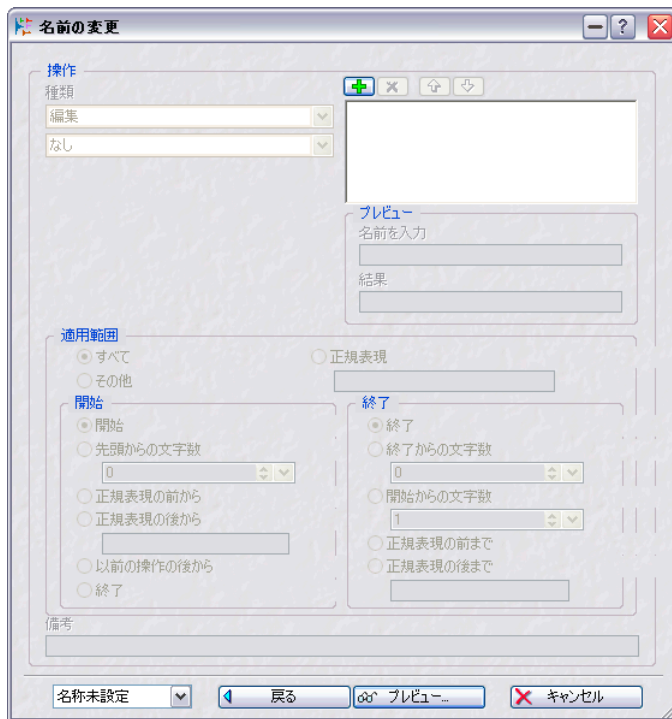 名前の変更
操作
種類
編集
なし
プレビュー
名前を入力
結果
適用範囲
すべて
正規表現
その他
開始
開始
先頭からの文字数
0
正規表現の前から
正規表現の後から
以前の操作の後から
終了
終了
終了
終了からの文字数
0
開始からの文字数
1
正規表現の前まで
正規表現の後まで
備考
名称未設定
戻る
プレビュー...
キャンセル